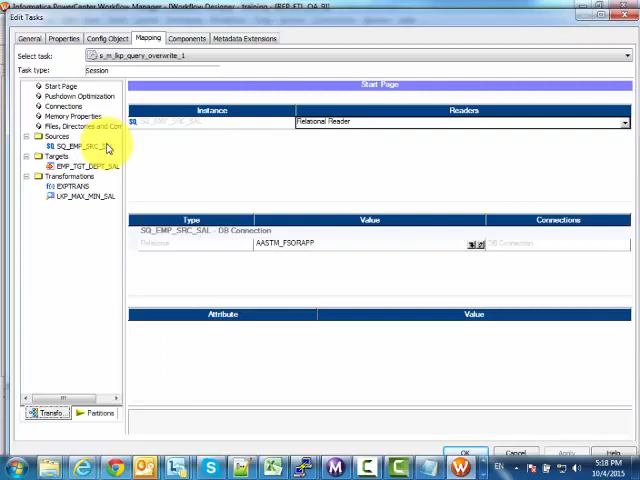 Informatica PowerCenter Workflow Manager - [Workflow Designer - training - [REP_ETL_QA_9]]
Edit Tasks
General Properties Config Object Mapping Components Metadata Extensions
Select task: s_m_lkp_query_overwrite_1
Task type: Session
Start Page
Pushdown Optimization
Connections
Memory Properties
Files, Directories and Com
Sources
SQ_EMP_SRC_S
Targets
EMP_TGT_DEPT_SAL
Transformations
EXPTRANS
LKP_MAX_MIN_SAL
Start Page
Instance Readers
SQ_EMP_SRC_SAL Relational Reader
Type Value Connections
SQ_EMP_SRC_SAL - DB Connection
Relational AASTM_FSORAPP DB Connection
Attribute Value
Transfo... Partitions
OK Cancel Apply Help
EN 5:18 PM
10/4/2015